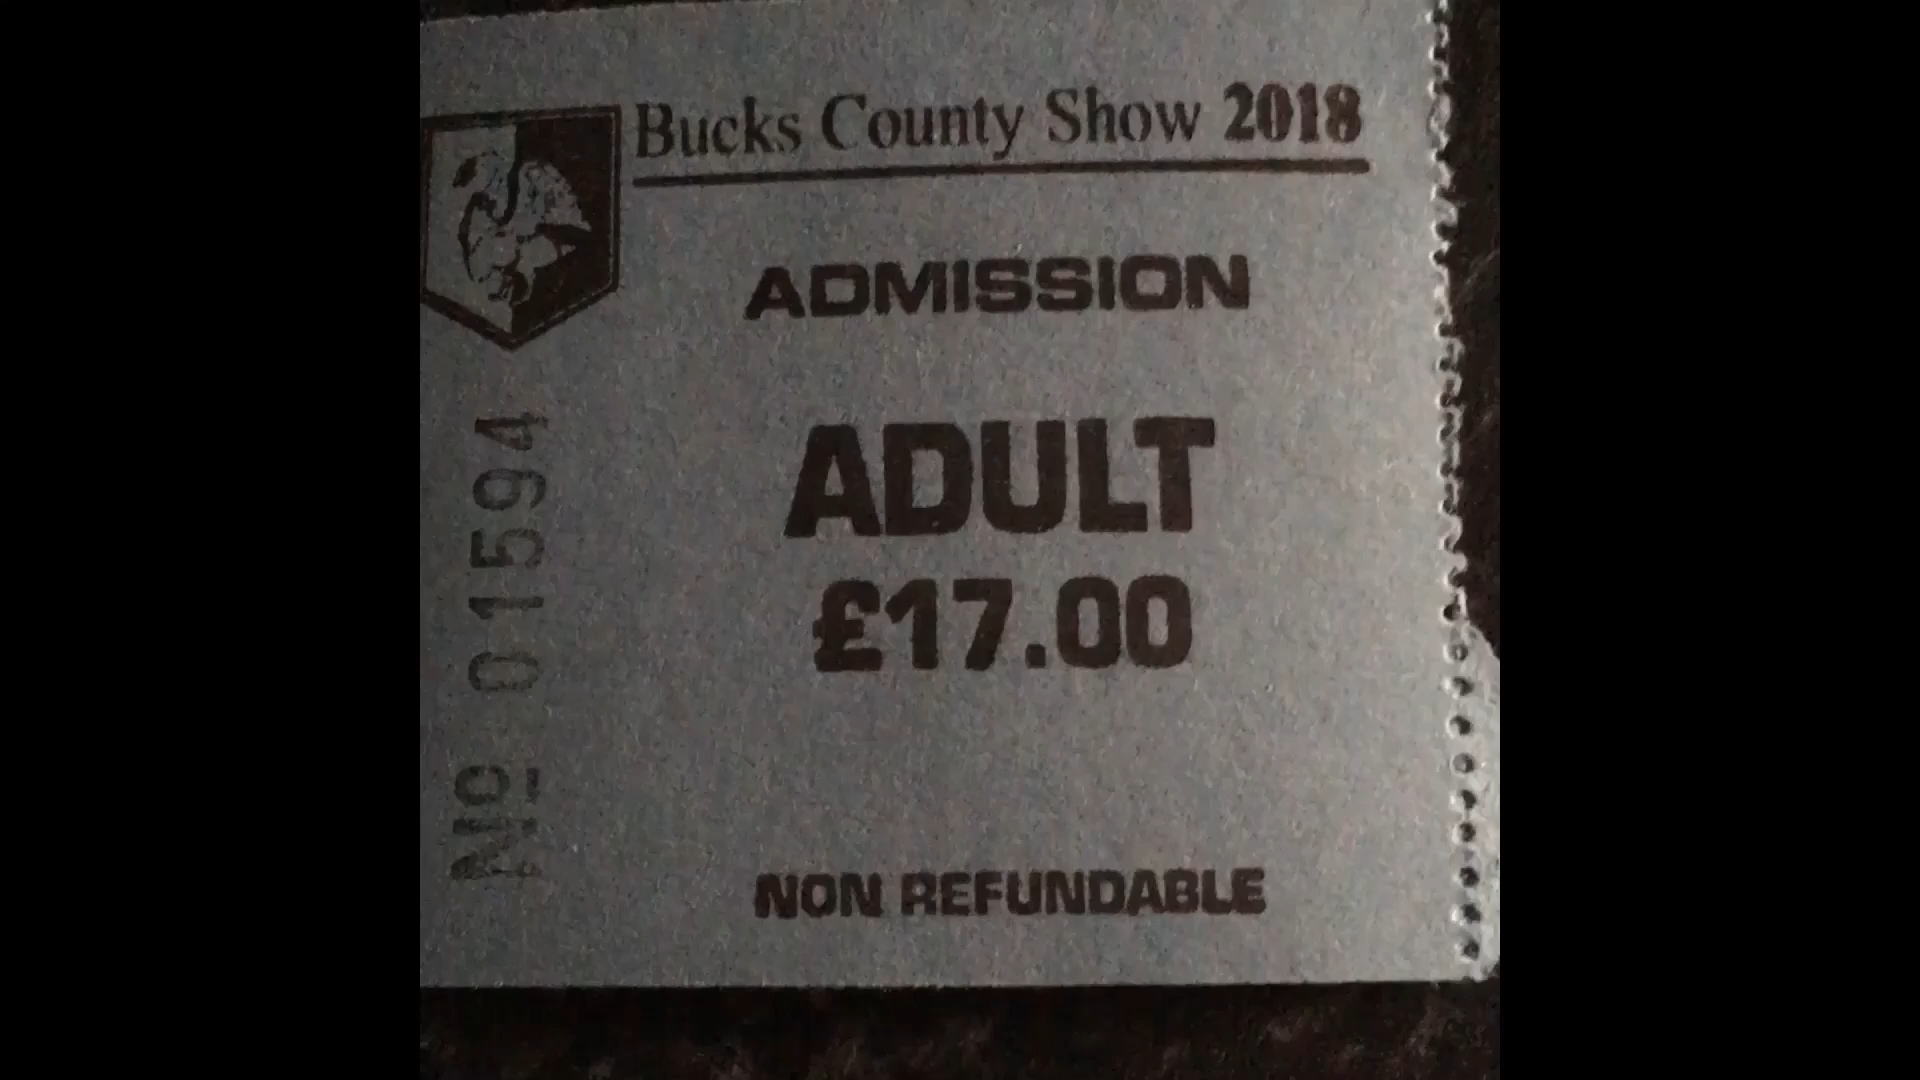 Bucks County Show 2018
ADMISSION
ADULT
£17.00
NON REFUNDABLE
Nº 01594